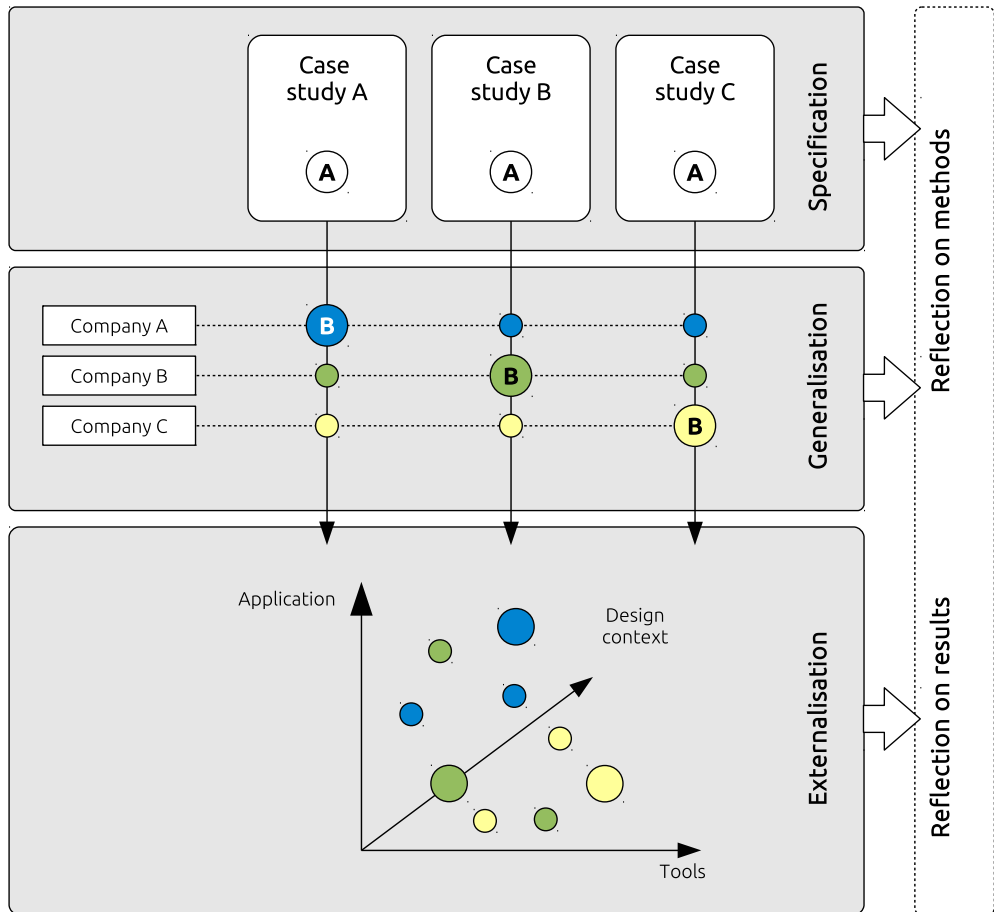 Case
study A
Case
study B
Case
study C
A
A
A
Specification
Reflection on methods
Company A
B
Company B
B
Company C
B
Generalisation
Application
Design
context
Tools
Externalisation
Reflection on results